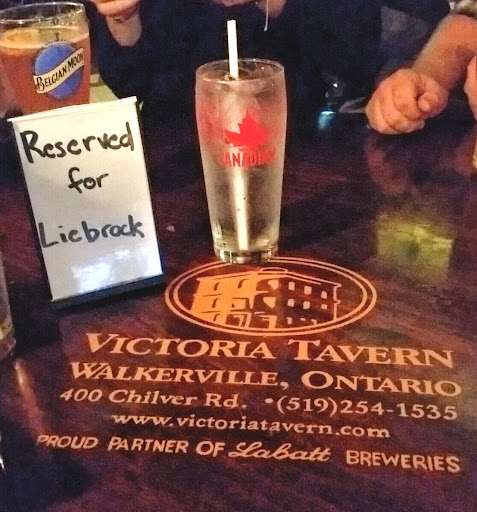 BELGIAN MOON
CANADIAN
Reserved
for
Liebrock
VICTORIA TAVERN
WALKERVILLE, ONTARIO
400 Chilver Rd. •(519)254-1535
www.victoriatavern.com
PROUD PARTNER OF Labatt BREWERIES